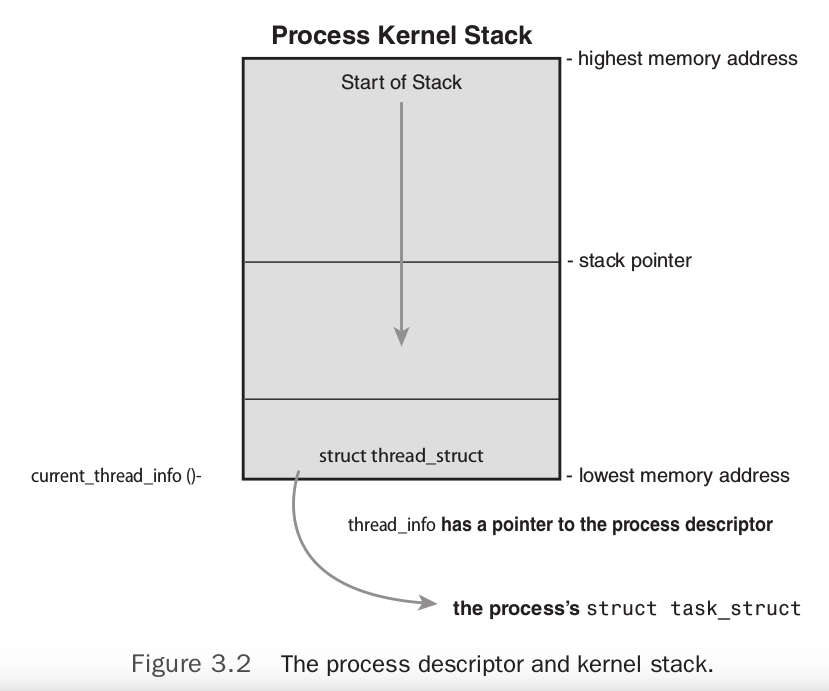 Process Kernel Stack
- highest memory address
Start of Stack
- stack pointer
struct thread_struct
current_thread_info ()-
- lowest memory address
thread_info has a pointer to the process descriptor
the process's struct task_struct
Figure 3.2 The process descriptor and kernel stack.